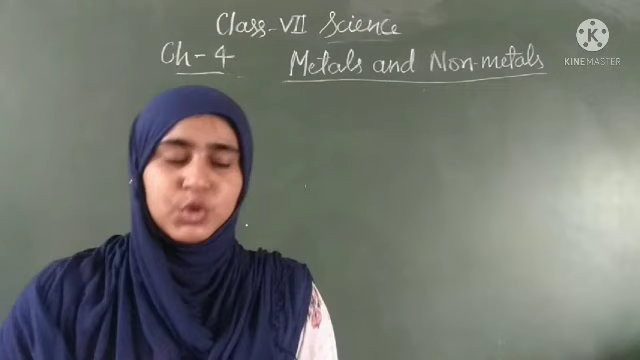 Class-VII Science
Ch-4 Metals and Non-metals
K
KINEMASTER